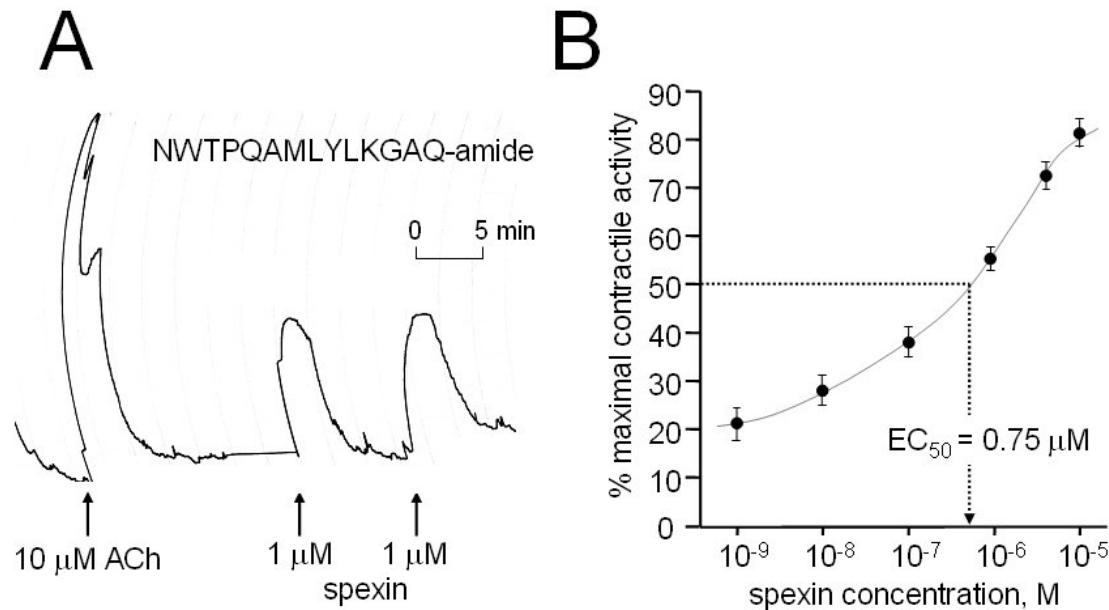 A
NWTPQAMLYLKGAQ-amide
0 5 min
10 μM ACh
1 μM 1 μM
spexin
B
% maximal contractile activity
90
80
70
60
50
40
30
20
10
0
EC50 = 0.75 μM
10-9 10-8 10-7 10-6 10-5
spexin concentration, M